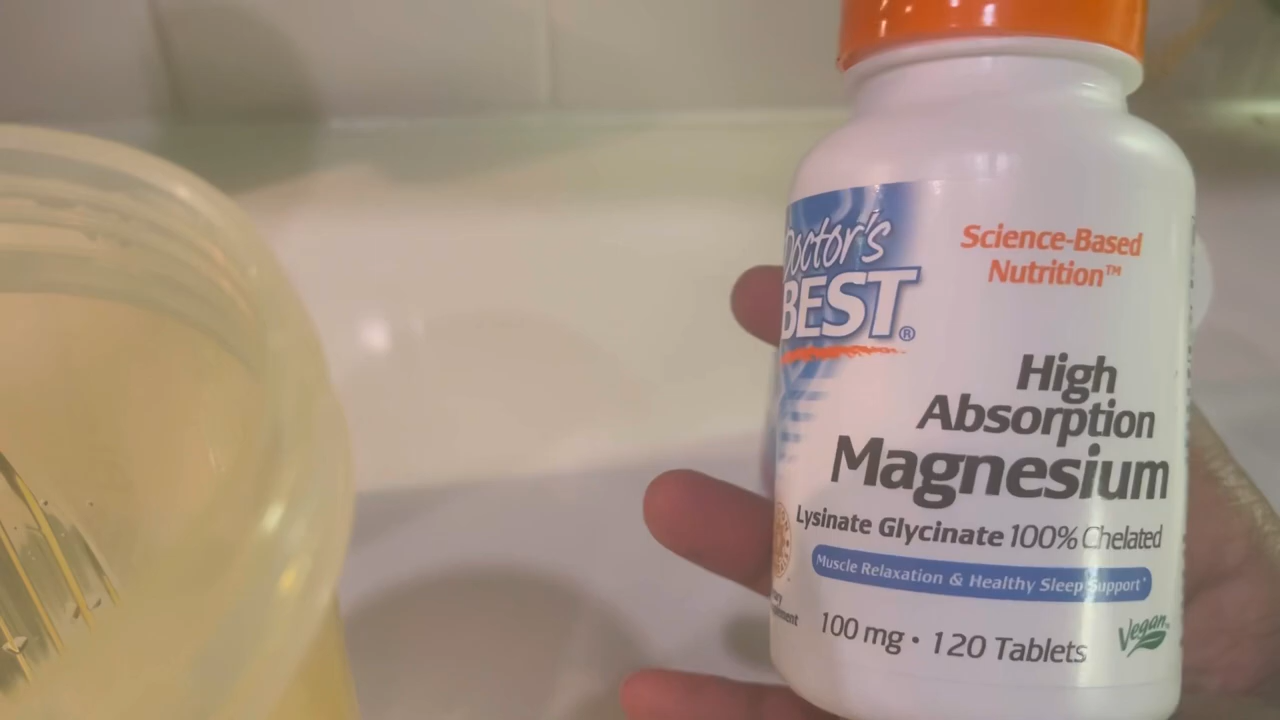 Doctor's
BEST®
Science-Based
Nutrition™
High
Absorption
Magnesium
Lysinate Glycinate 100% Chelated
Muscle Relaxation & Healthy Sleep Support*
100 mg • 120 Tablets
Vegan